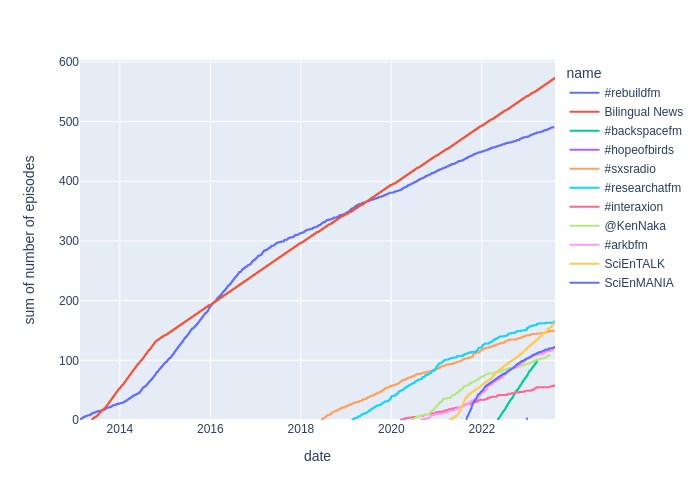 600
500
400
300
200
100
0
2014
2016
2018
2020
2022
date
sum of number of episodes
name
#rebuildfm
Bilingual News
#backspacefm
#hopeofbirds
#sxsradio
#researchatfm
#interaxion
@KenNaka
#arkbfm
SciEnTALK
SciEnMANIA